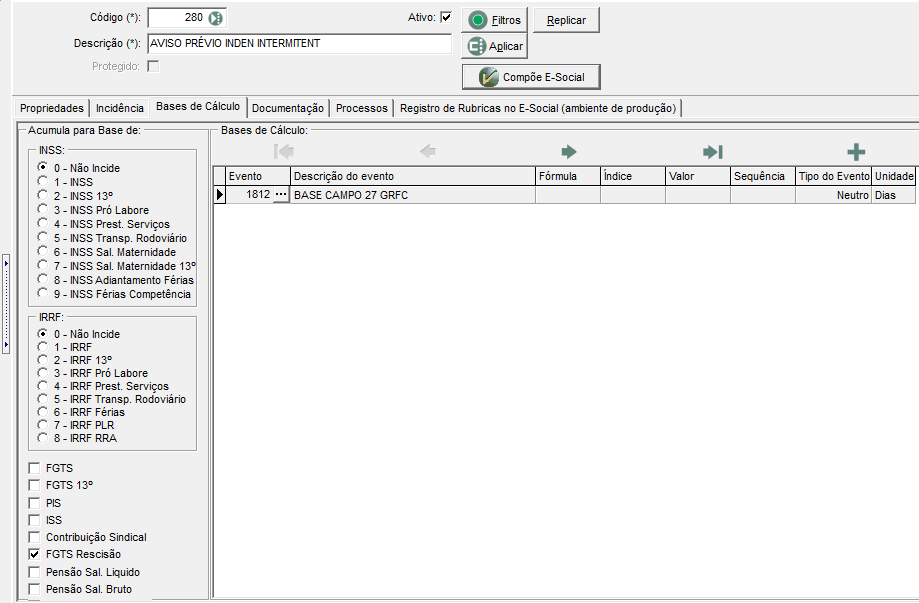 Código (*): 280 Ativo: Filtros Replicar
Descrição (*): AVISO PRÉVIO INDEN INTERMITENT Aplicar
Protegido: Compõe E-Social
Propriedades Incidência Bases de Cálculo Documentação Processos Registro de Rubricas no E-Social (ambiente de produção)
Acumula para Base de:
INSS:
0 - Não Incide
1 - INSS
2 - INSS 13º
3 - INSS Pró Labore
4 - INSS Prest. Serviços
5 - INSS Transp. Rodoviário
6 - INSS Sal. Maternidade
7 - INSS Sal. Maternidade 13º
8 - INSS Adiantamento Férias
9 - INSS Férias Competência
IRRF:
0 - Não Incide
1 - IRRF
2 - IRRF 13º
3 - IRRF Pró Labore
4 - IRRF Prest. Serviços
5 - IRRF Transp. Rodoviário
6 - IRRF Férias
7 - IRRF PLR
8 - IRRF RRA
FGTS
FGTS 13º
PIS
ISS
Contribuição Sindical
FGTS Rescisão
Pensão Sal. Liquido
Pensão Sal. Bruto
Bases de Cálculo:
Evento Descrição do evento Fórmula Índice Valor Sequência Tipo do Evento Unidade
1812 ... BASE CAMPO 27 GRFC Neutro Dias